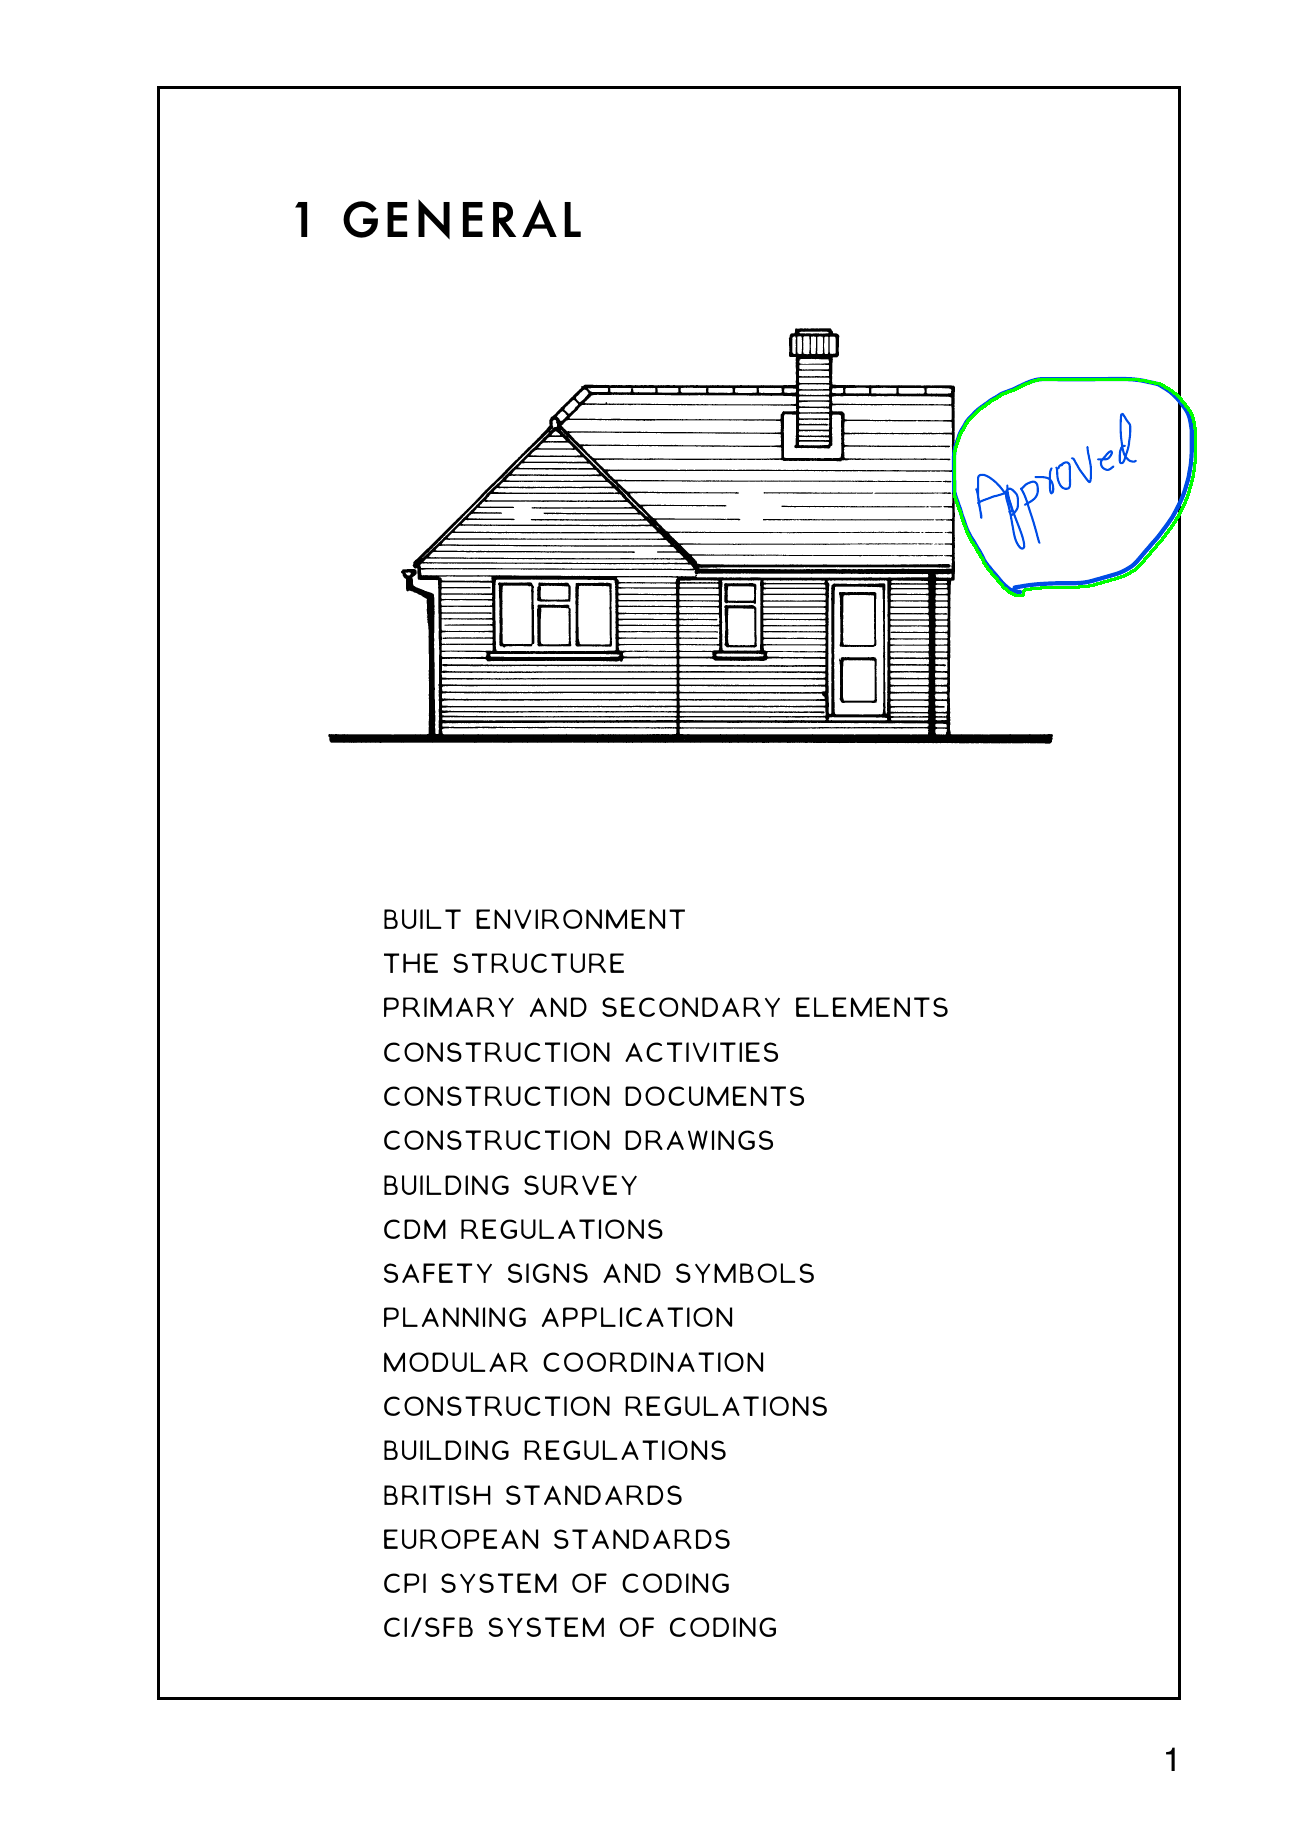 1 GENERAL
Approved
BUILT ENVIRONMENT
THE STRUCTURE
PRIMARY AND SECONDARY ELEMENTS
CONSTRUCTION ACTIVITIES
CONSTRUCTION DOCUMENTS
CONSTRUCTION DRAWINGS
BUILDING SURVEY
CDM REGULATIONS
SAFETY SIGNS AND SYMBOLS
PLANNING APPLICATION
MODULAR COORDINATION
CONSTRUCTION REGULATIONS
BUILDING REGULATIONS
BRITISH STANDARDS
EUROPEAN STANDARDS
CPI SYSTEM OF CODING
CI/SFB SYSTEM OF CODING
1